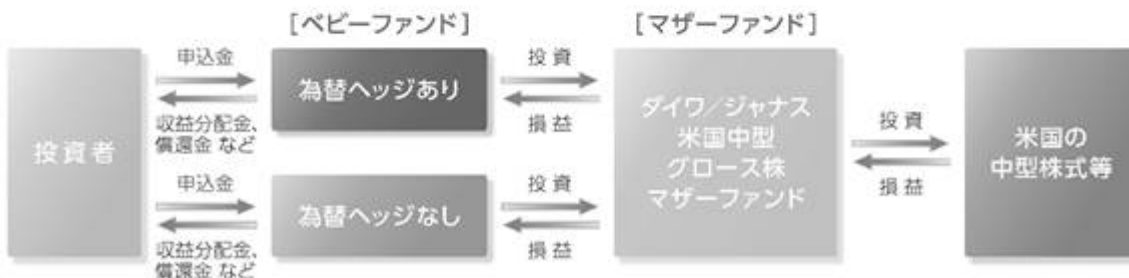 [ベビーファンド]
[マザーファンド]
投資者
申込金
収益分配金、
償還金 など
為替ヘッジあり
投 資
損 益
申込金
収益分配金、
償還金 など
為替ヘッジなし
投 資
損 益
ダイワ／ジャナス
米国中型
グロース株
マザーファンド
投 資
損 益
米国の
中型株式等